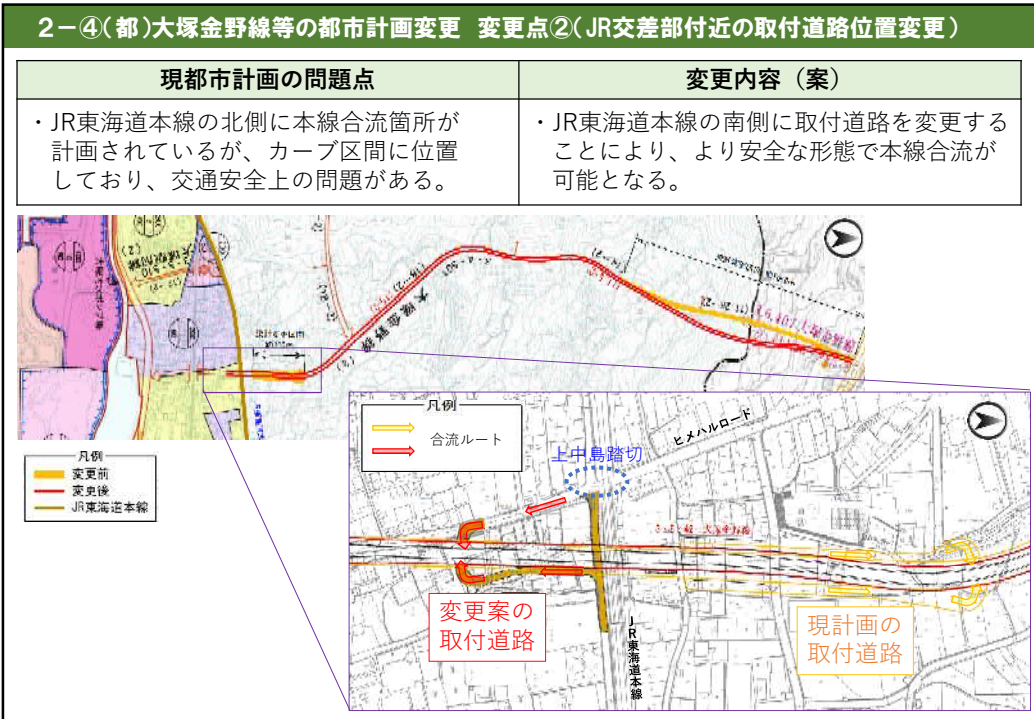 2－④(都)大塚金野線等の都市計画変更 変更点②(JR交差部付近の取付道路位置変更)
現都市計画の問題点
変更内容（案）
・JR東海道本線の北側に本線合流箇所が
計画されているが、カーブ区間に位置
しており、交通安全上の問題がある。
・JR東海道本線の南側に取付道路を変更する
ことにより、より安全な形態で本線合流が
可能となる。
大塚金野線
凡例
変更前
変更後
JR東海道本線
凡例
合流ルート
ヒメハルロード
上中島踏切
変更案の
取付道路
現計画の
取付道路
JR東海道本線